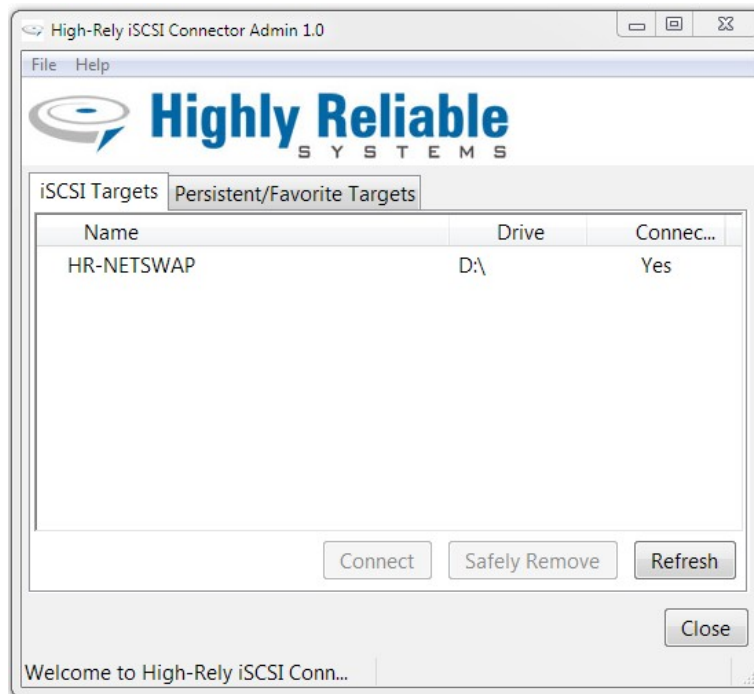 High-Rely iSCSI Connector Admin 1.0
File Help
Highly Reliable
SYSTEMS
iSCSI Targets Persistent/Favorite Targets
Name Drive Connec...
HR-NETSWAP D:\ Yes
Connect Safely Remove Refresh
Close
Welcome to High-Rely iSCSI Conn...